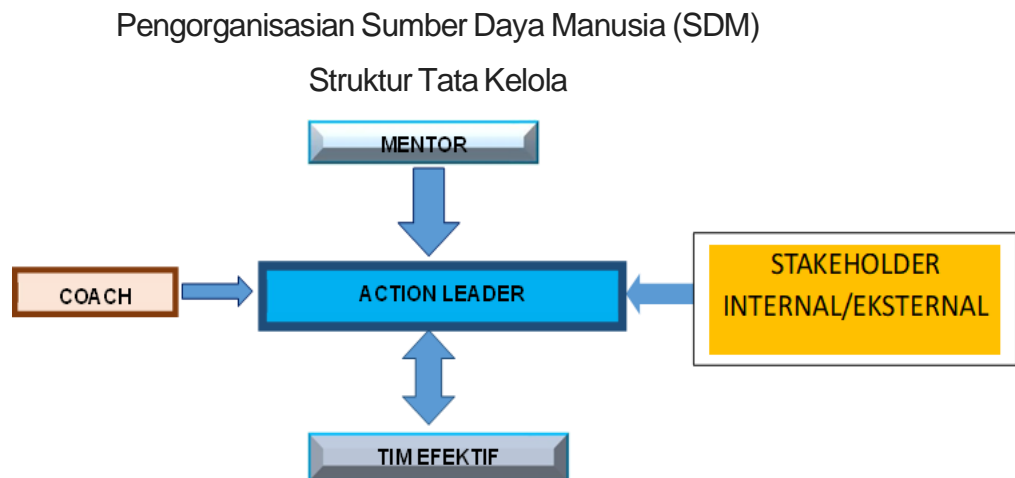 Pengorganisasian Sumber Daya Manusia (SDM)
Struktur Tata Kelola
MENTOR
COACH
ACTION LEADER
STAKEHOLDER
INTERNAL/EKSTERNAL
TIM EFEKTIF